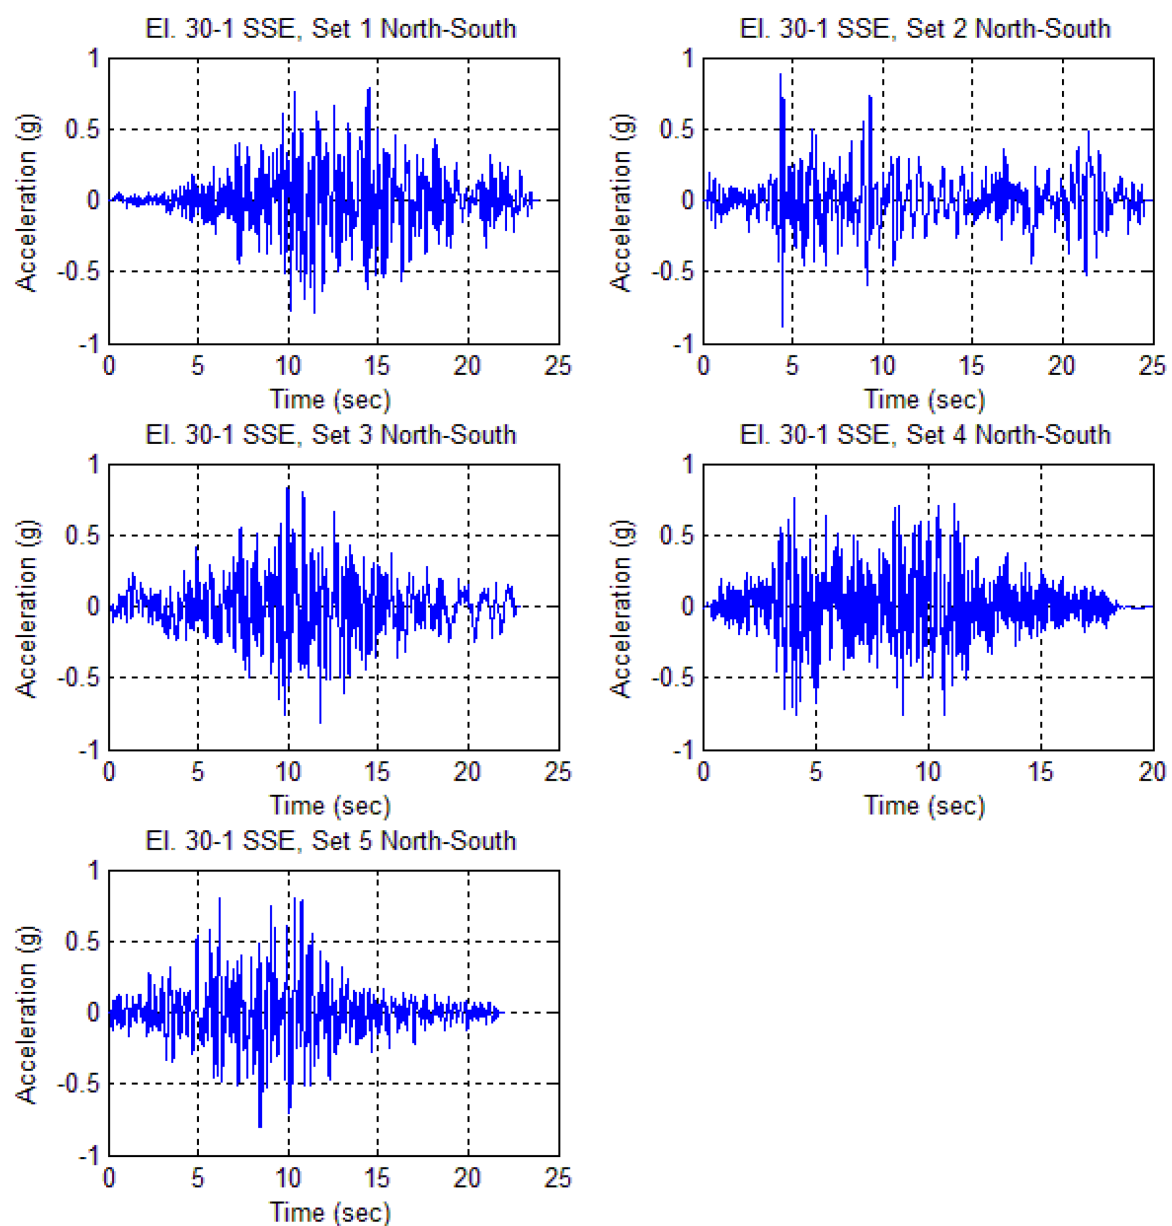 El. 30-1 SSE, Set 1 North-South
1
0.5
0
-0.5
-1
Acceleration (g)
0 5 10 15 20 25
Time (sec)
El. 30-1 SSE, Set 2 North-South
1
0.5
0
-0.5
-1
Acceleration (g)
0 5 10 15 20 25
Time (sec)
El. 30-1 SSE, Set 3 North-South
1
0.5
0
-0.5
-1
Acceleration (g)
0 5 10 15 20 25
Time (sec)
El. 30-1 SSE, Set 4 North-South
1
0.5
0
-0.5
-1
Acceleration (g)
0 5 10 15 20
Time (sec)
El. 30-1 SSE, Set 5 North-South
1
0.5
0
-0.5
-1
Acceleration (g)
0 5 10 15 20 25
Time (sec)